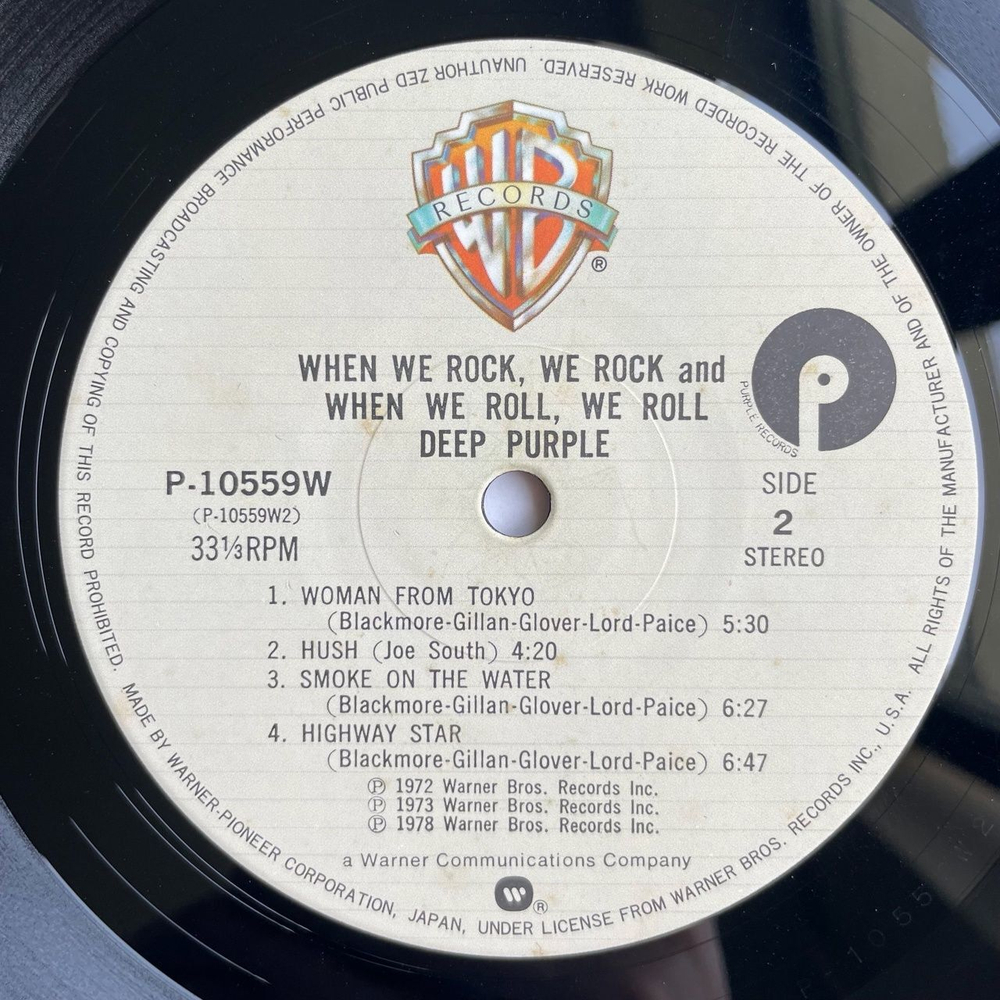 RECORDS
®
WHEN WE ROCK, WE ROCK and
WHEN WE ROLL, WE ROLL
DEEP PURPLE
P
PURPLE RECORDS
P-10559W
(P-10559W2)
33⅓RPM
SIDE
2
STEREO
1. WOMAN FROM TOKYO
(Blackmore-Gillan-Glover-Lord-Paice) 5:30
2. HUSH (Joe South) 4:20
3. SMOKE ON THE WATER
(Blackmore-Gillan-Glover-Lord-Paice) 6:27
4. HIGHWAY STAR
(Blackmore-Gillan-Glover-Lord-Paice) 6:47
℗ 1972 Warner Bros. Records Inc.
℗ 1973 Warner Bros. Records Inc.
℗ 1978 Warner Bros. Records Inc.
a Warner Communications Company
®
MADE BY WARNER-PIONEER CORPORATION, JAPAN, UNDER LICENSE FROM WARNER BROS. RECORDS INC., U.S.A. ALL RIGHTS OF THE MANUFACTURER AND OF THE OWNER OF THE RECORDED WORK RESERVED. UNAUTHOR ZED PUBLIC PERFORMANCE BROADCASTING AND COPYING OF THIS RECORD PROHIBITED.